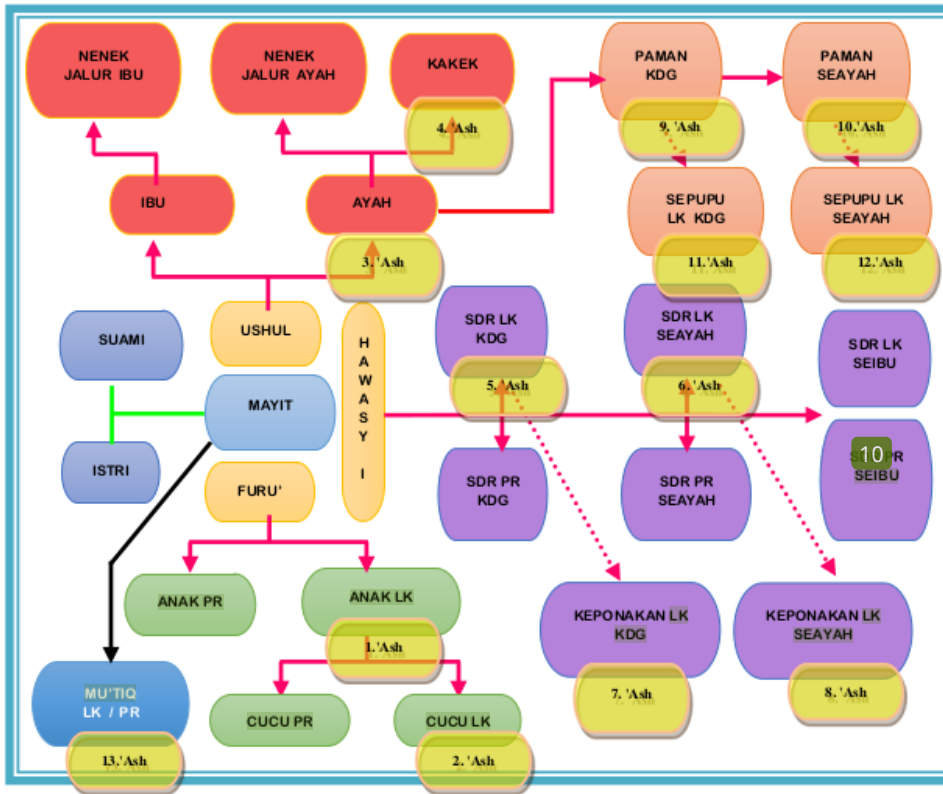 NENEK
JALUR IBU
NENEK
JALUR AYAH
KAKEK
4.'Ash
PAMAN
KDG
9. 'Ash
PAMAN
SEAYAH
10.'Ash
IBU
AYAH
3.'Ash
SEPUPU
LK KDG
11.'Ash
SEPUPU LK
SEAYAH
12.'Ash
SUAMI
USHUL
H
A
W
A
S
Y
I
SDR LK
KDG
5. 'Ash
SDR LK
SEAYAH
6.'Ash
SDR LK
SEIBU
MAYIT
ISTRI
FURU'
SDR PR
KDG
SDR PR
SEAYAH
10
PR
SEIBU
ANAK PR
ANAK LK
1.'Ash
KEPONAKAN LK
KDG
7. 'Ash
KEPONAKAN LK
SEAYAH
8. 'Ash
MU'TIQ
LK / PR
13.'Ash
CUCU PR
CUCU LK
2. 'Ash